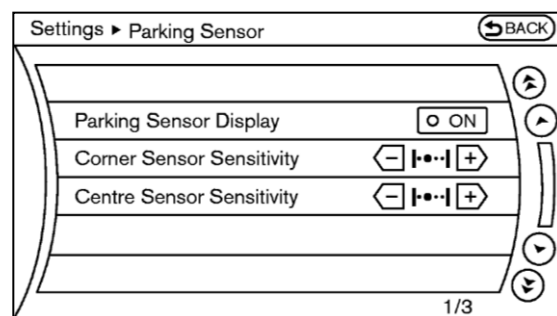 Settings ▶ Parking Sensor
BACK
Parking Sensor Display ON
Corner Sensor Sensitivity - +
Centre Sensor Sensitivity - +
1/3